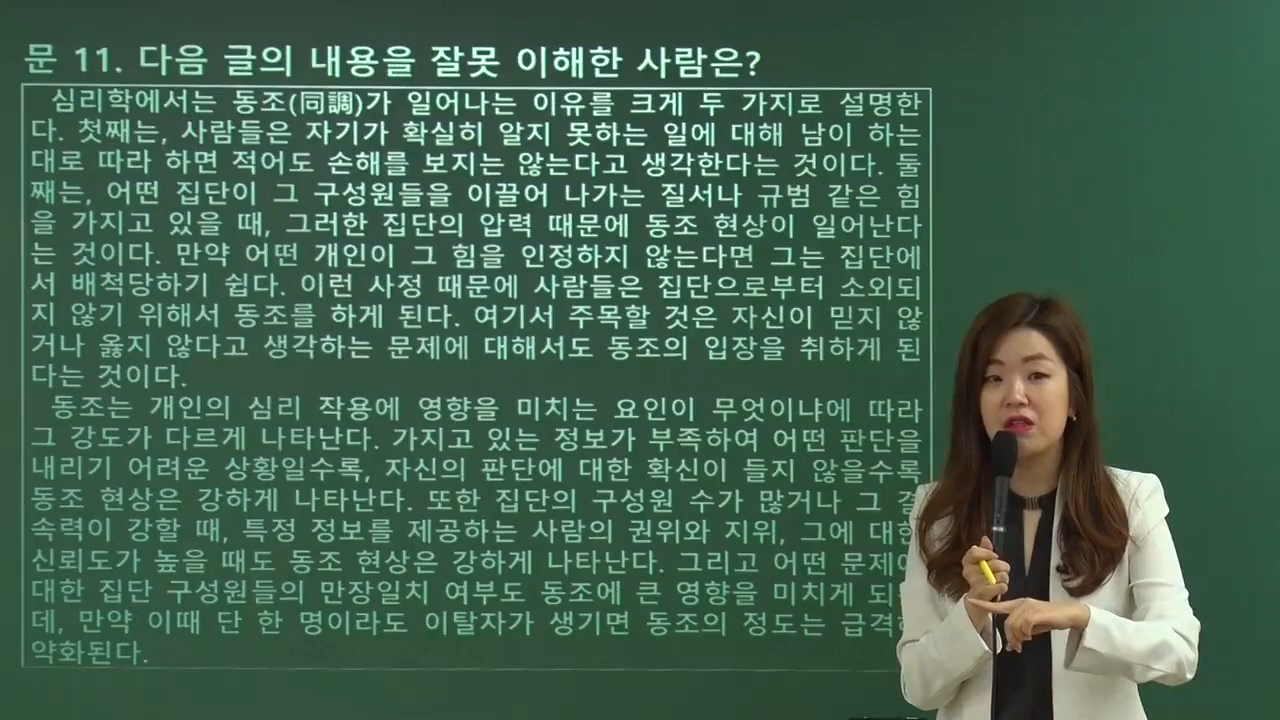 문 11. 다음 글의 내용을 잘못 이해한 사람은?
심리학에서는 동조(同調)가 일어나는 이유를 크게 두 가지로 설명한
다. 첫째는, 사람들은 자기가 확실히 알지 못하는 일에 대해 남이 하는
대로 따라 하면 적어도 손해를 보지는 않는다고 생각한다는 것이다. 둘
째는, 어떤 집단이 그 구성원들을 이끌어 나가는 질서나 규범 같은 힘
을 가지고 있을 때, 그러한 집단의 압력 때문에 동조 현상이 일어난다
는 것이다. 만약 어떤 개인이 그 힘을 인정하지 않는다면 그는 집단에
서 배척당하기 쉽다. 이런 사정 때문에 사람들은 집단으로부터 소외되
지 않기 위해서 동조를 하게 된다. 여기서 주목할 것은 자신이 믿지 않
거나 옳지 않다고 생각하는 문제에 대해서도 동조의 입장을 취하게 된
다는 것이다.
동조는 개인의 심리 작용에 영향을 미치는 요인이 무엇이냐에 따라
그 강도가 다르게 나타난다. 가지고 있는 정보가 부족하여 어떤 판단을
내리기 어려운 상황일수록, 자신의 판단에 대한 확신이 들지 않을수록
동조 현상은 강하게 나타난다. 또한 집단의 구성원 수가 많거나 그 결
속력이 강할 때, 특정 정보를 제공하는 사람의 권위와 지위, 그에 대한
신뢰도가 높을 때도 동조 현상은 강하게 나타난다. 그리고 어떤
대한 집단 구성원들의 만장일치 여부도 동조에 큰 영향을 미치게
데, 만약 이때 단 한 명이라도 이탈자가 생기면 동조의 정도는
약화된다.